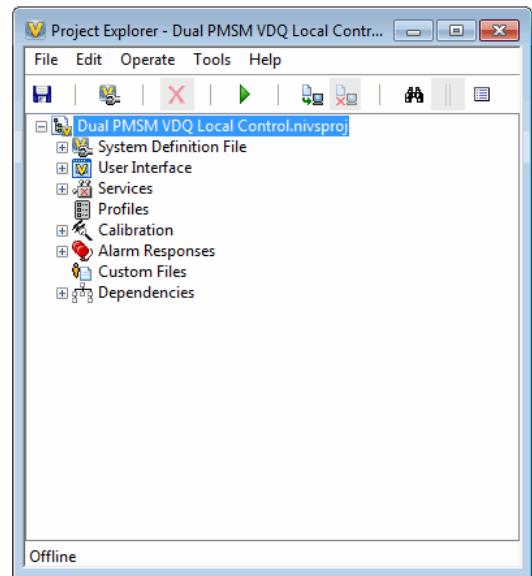 Project Explorer - Dual PMSM VDQ Local Contr...
File Edit Operate Tools Help
Dual PMSM VDQ Local Control.nivsproj
System Definition File
User Interface
Services
Profiles
Calibration
Alarm Responses
Custom Files
Dependencies
Offline